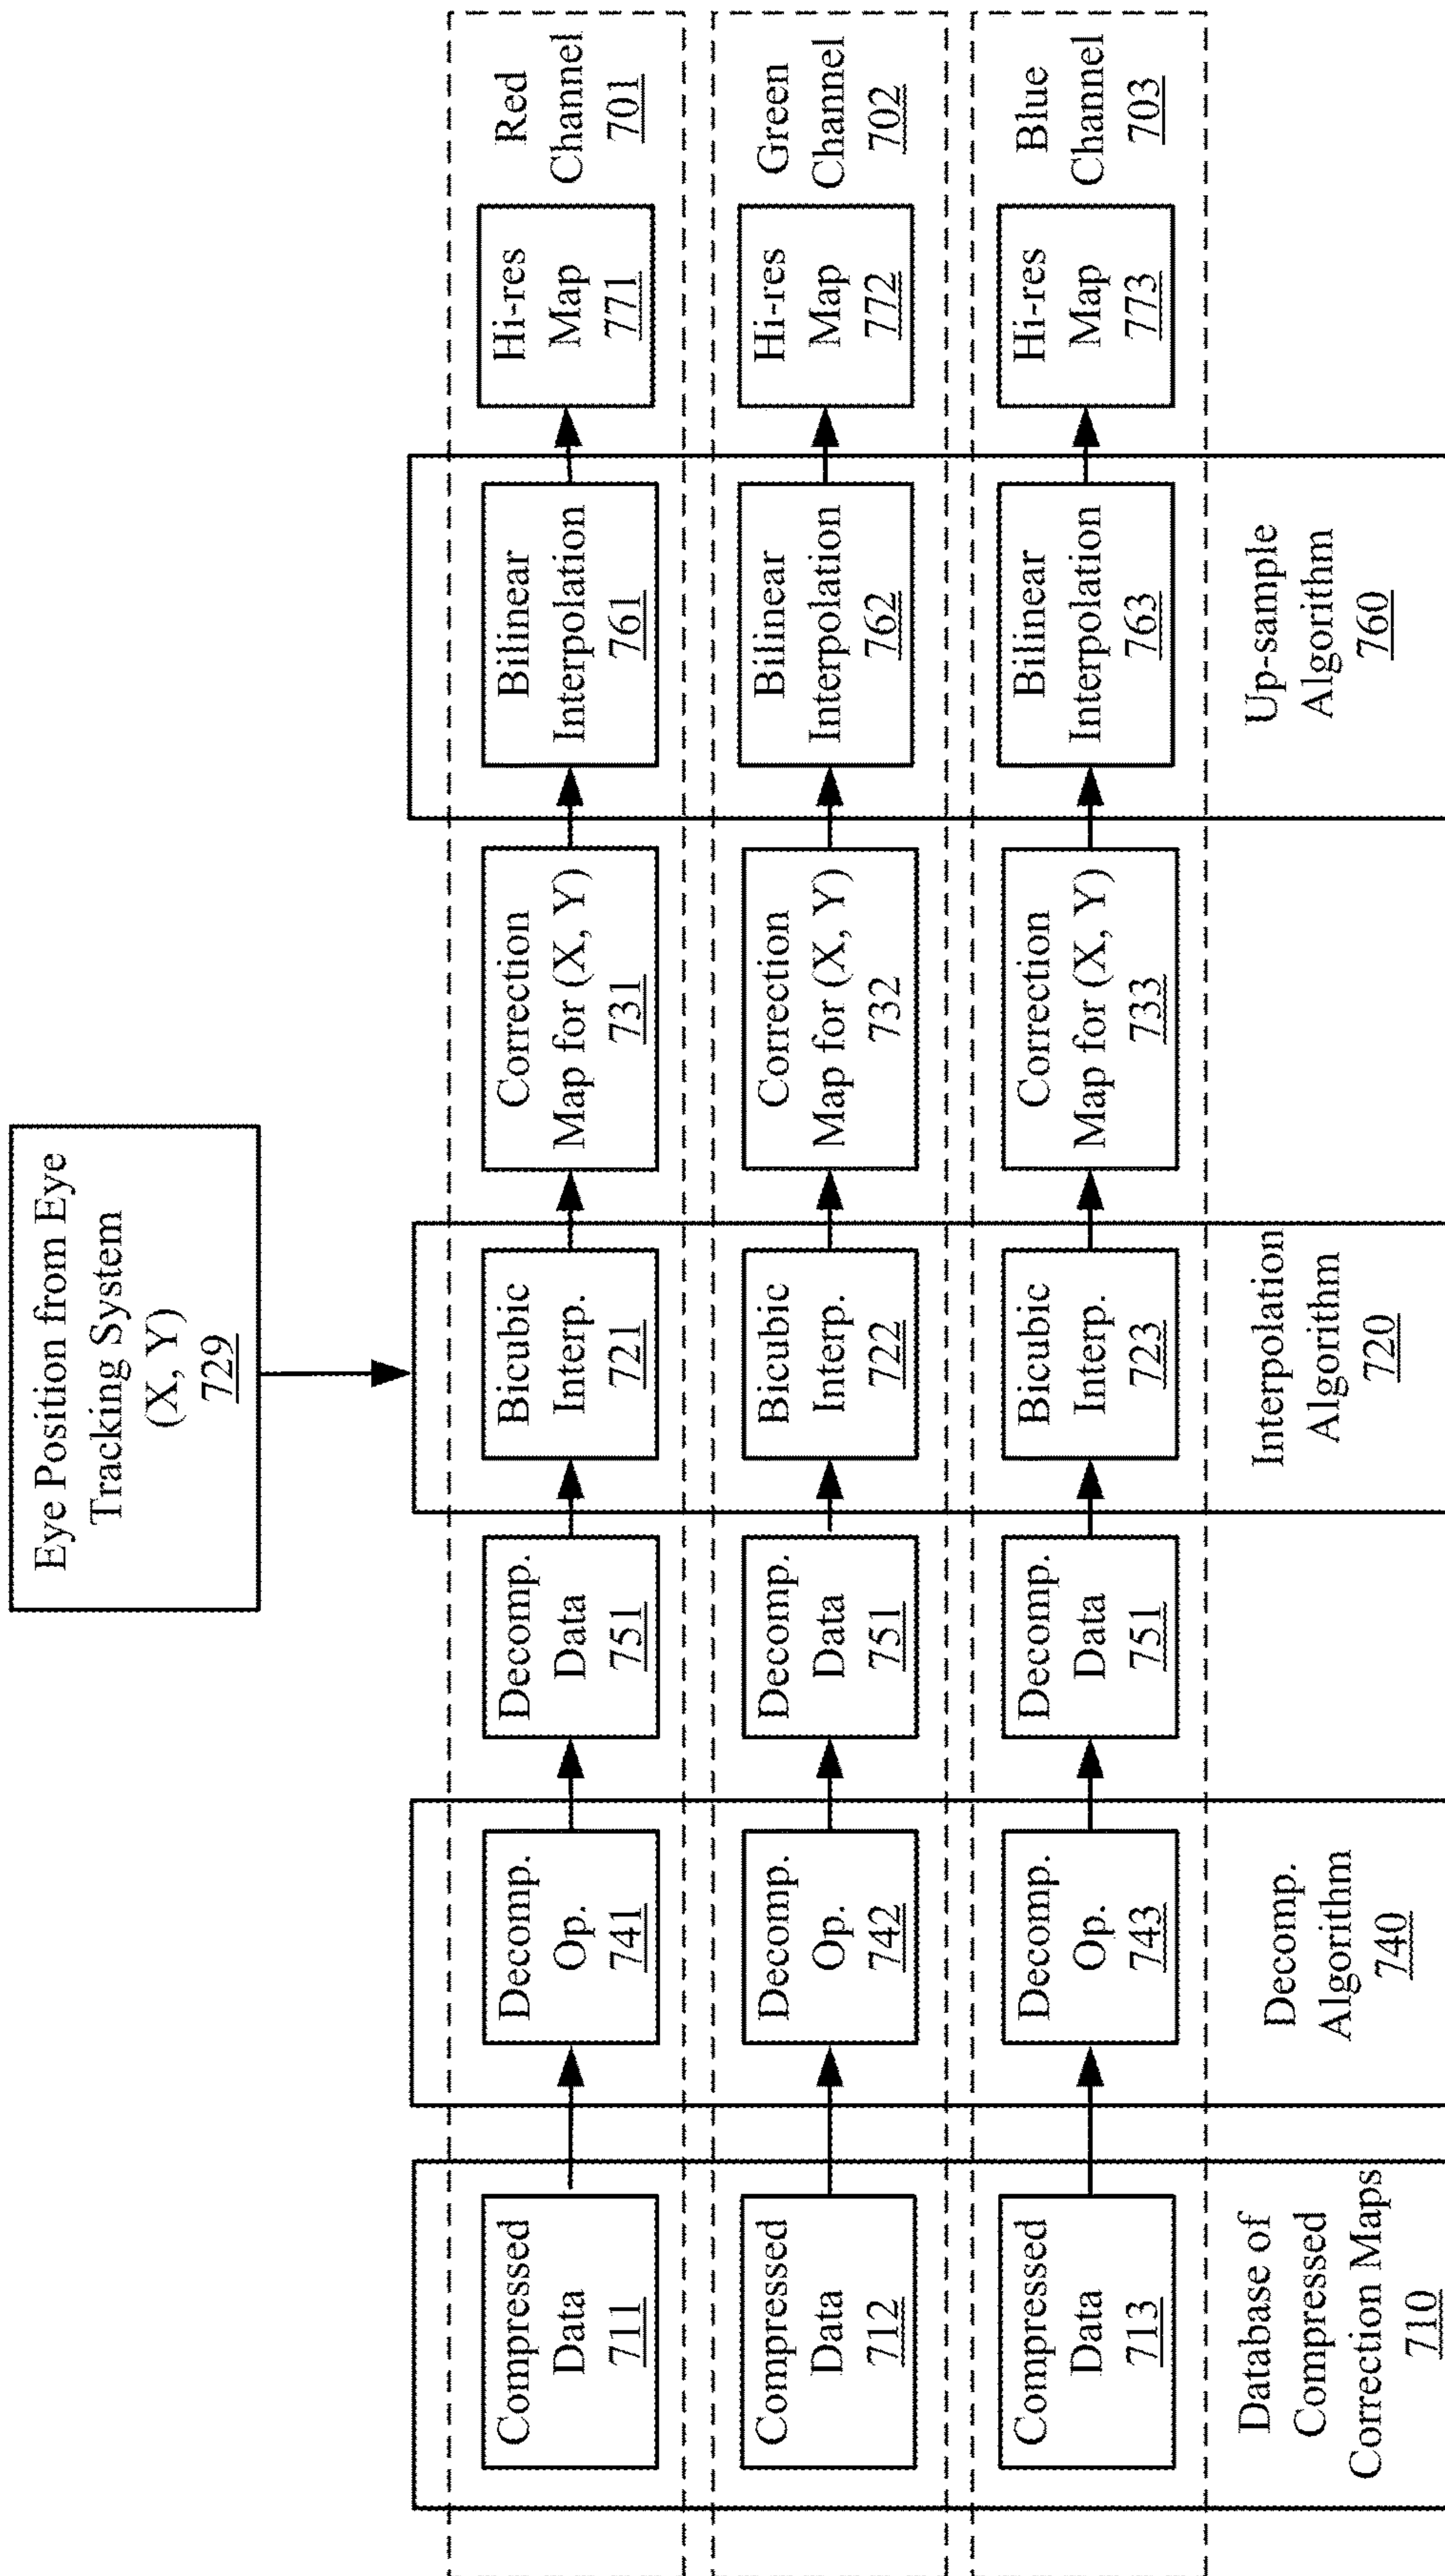 Eye Position from Eye
Tracking System
(X, Y)
729
Compressed
Data
711
Decomp.
Op.
741
Decomp.
Data
751
Bicubic
Interp.
721
Correction
Map for (X, Y)
731
Bilinear
Interpolation
761
Hi-res
Map
771
Red
Channel
701
Compressed
Data
712
Decomp.
Op.
742
Decomp.
Data
751
Bicubic
Interp.
722
Correction
Map for (X, Y)
732
Bilinear
Interpolation
762
Hi-res
Map
772
Green
Channel
702
Compressed
Data
713
Decomp.
Op.
743
Decomp.
Data
751
Bicubic
Interp.
723
Correction
Map for (X, Y)
733
Bilinear
Interpolation
763
Hi-res
Map
773
Blue
Channel
703
Database of
Compressed
Correction Maps
710
Decomp.
Algorithm
740
Interpolation
Algorithm
720
Up-sample
Algorithm
760